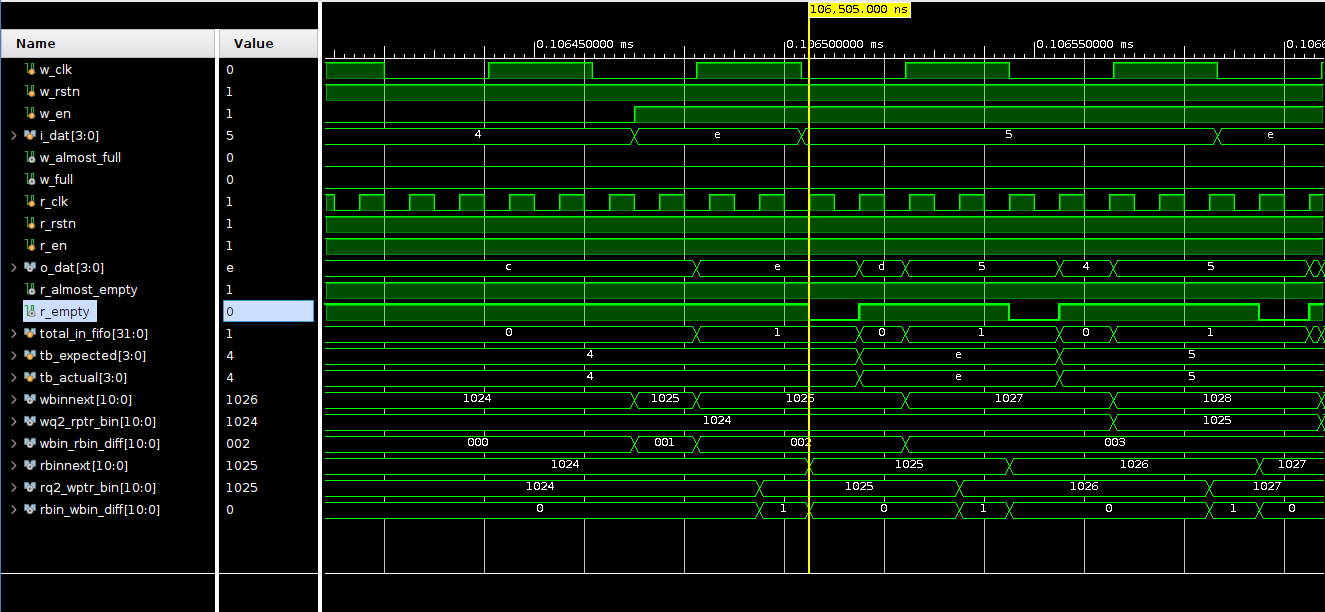 106,505.000 ns
Name Value
0.106450000 ms 0.106500000 ms 0.106550000 ms 0.1066
w_clk 0
w_rstn 1
w_en 1
i_dat[3:0] 5 4 e 5 e
w_almost_full 0
w_full 0
r_clk 1
r_rstn 1
r_en 1
o_dat[3:0] e c e d 5 4 5
r_almost_empty 1
r_empty 0
total_in_fifo[31:0] 1 0 1 0 1 0 1
tb_expected[3:0] 4 4 e 5
tb_actual[3:0] 4 4 e 5
wbinnext[10:0] 1026 1024 1025 1026 1027 1028
wq2_rptr_bin[10:0] 1024 1024 1025
wbin_rbin_diff[10:0] 002 000 001 002 003
rbinnext[10:0] 1025 1024 1025 1026 1027
rq2_wptr_bin[10:0] 1025 1024 1025 1026 1027
rbin_wbin_diff[10:0] 0 0 1 0 1 0 1 0